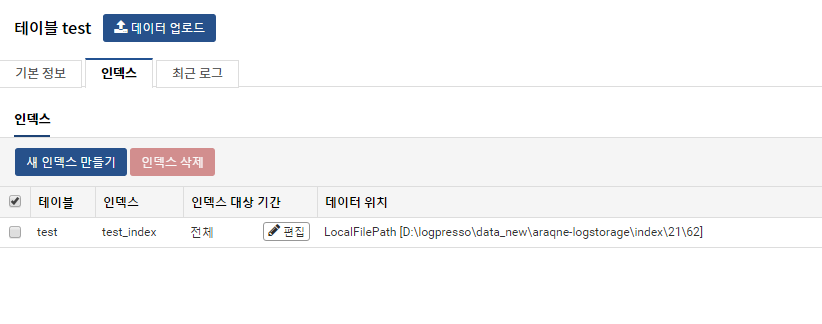 테이블 test 데이터 업로드
기본 정보 인덱스 최근 로그
인덱스
새 인덱스 만들기 인덱스 삭제
테이블 인덱스 인덱스 대상 기간 데이터 위치
test test_index 전체 편집 LocalFilePath [D:\logpresso\data_new\araqne-logstorage\index\21\62]